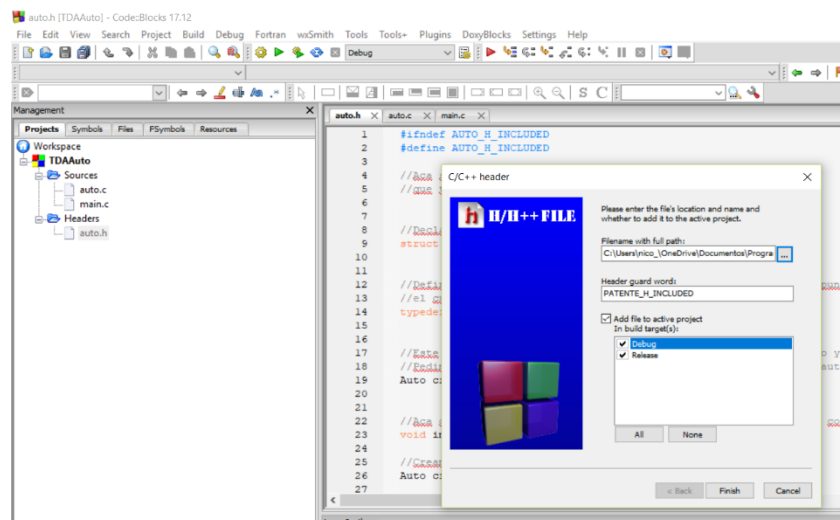 auto.h [TDAAuto] - Code::Blocks 17.12
File Edit View Search Project Build Debug Fortran wxSmith Tools Tools+ Plugins DoxyBlocks Settings Help
Debug
S C
Management
Projects Symbols Files FSymbols Resources
Workspace
TDAAuto
Sources
auto.c
main.c
Headers
auto.h
auto.h auto.c main.c
1 #ifndef AUTO_H_INCLUDED
2 #define AUTO_H_INCLUDED
3
4 //Aca
5 //que
6
7
8 //Decla
9 struct
10
11
12 //Defin
13 //el
14 typede
15
16
17 //Este
18 //Pedi
19 Auto
20
21
22 //Aca
23 void
24
25 //Crea
26 Auto
27
C/C++ header
H/H++ FILE
Please enter the file's location and name and
whether to add it to the active project.
Filename with full path:
C:\Users\nico_\OneDrive\Documentos\Progra ...
Header guard word:
PATENTE_H_INCLUDED
Add file to active project
In build target(s):
Debug
Release
All None
< Back Finish Cancel